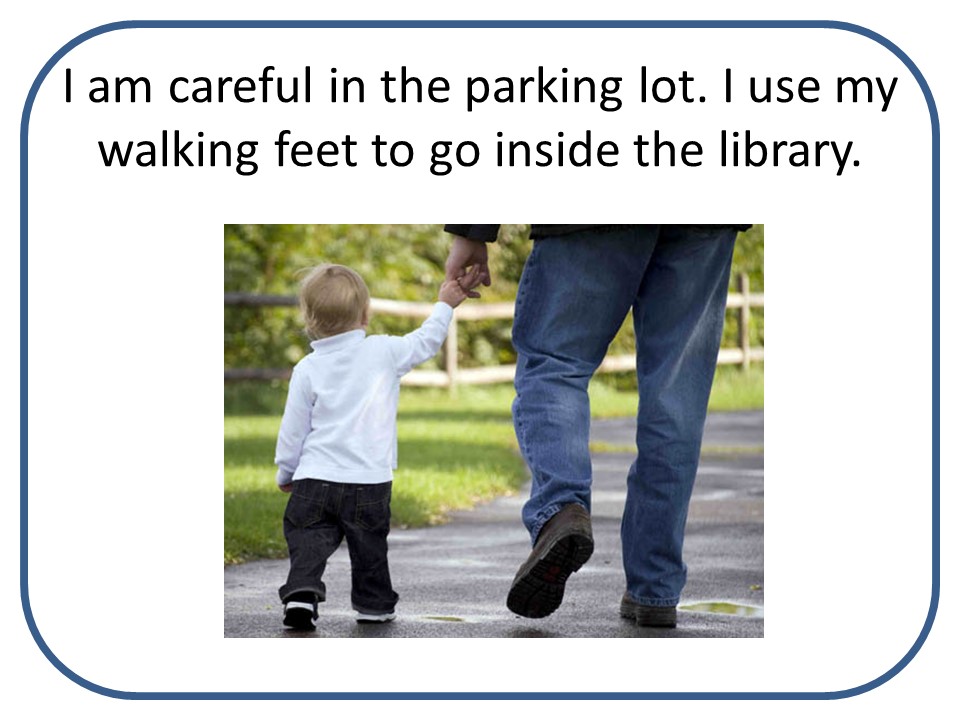 I am careful in the parking lot. I use my
walking feet to go inside the library.